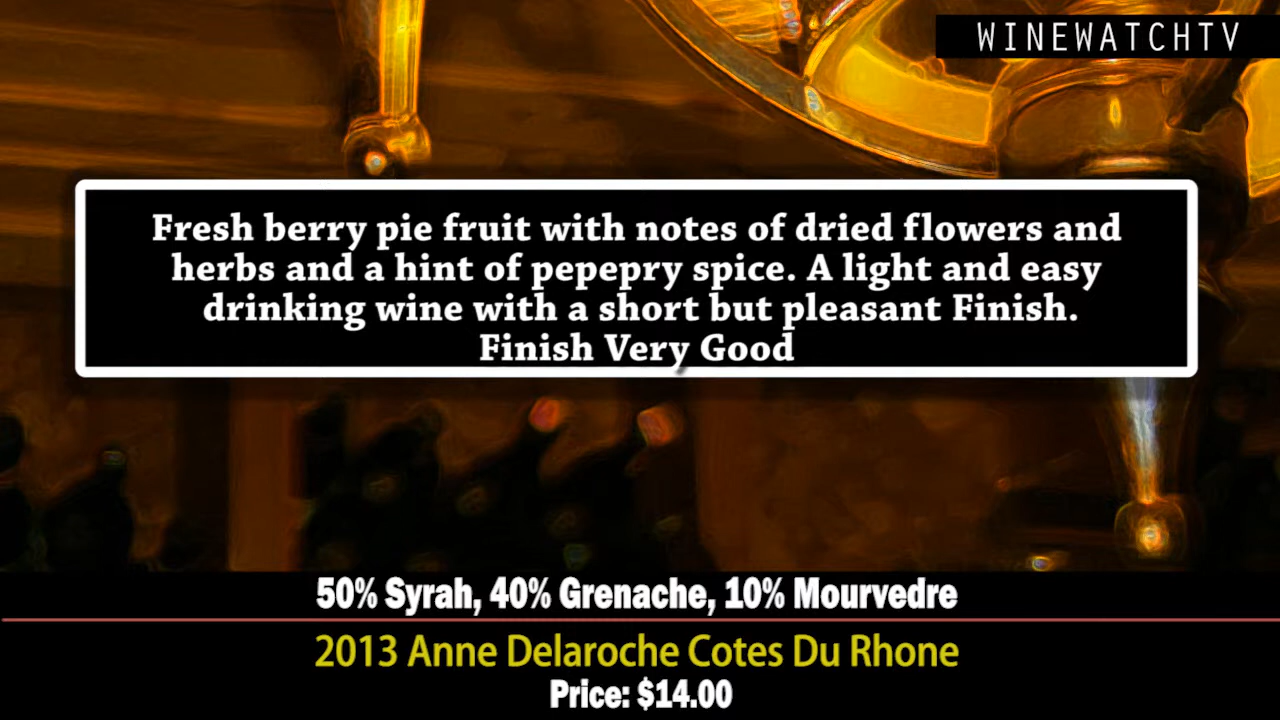 WINEWATCHTV
Fresh berry pie fruit with notes of dried flowers and
herbs and a hint of pepepry spice. A light and easy
drinking wine with a short but pleasant Finish.
Finish Very Good
50% Syrah, 40% Grenache, 10% Mourvedre
2013 Anne Delaroche Cotes Du Rhone
Price: $14.00